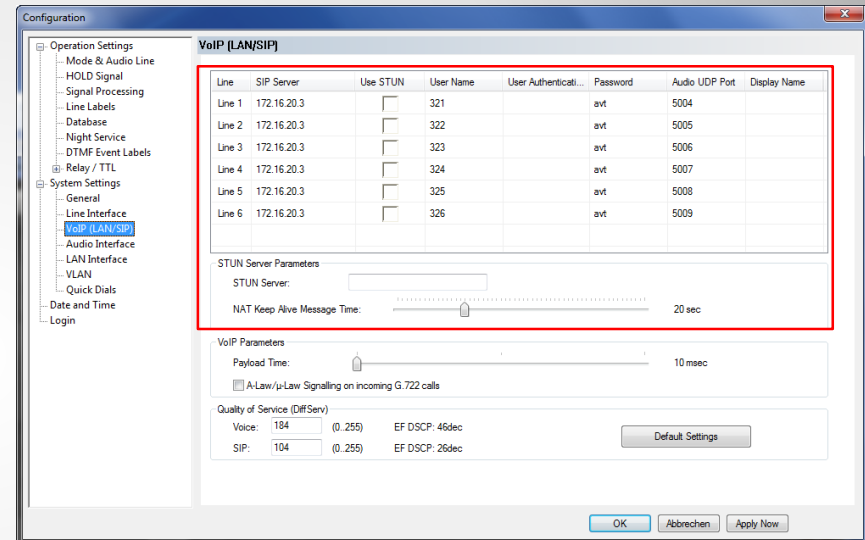 Configuration
Operation Settings
Mode & Audio Line
HOLD Signal
Signal Processing
Line Labels
Database
Night Service
DTMF Event Labels
Relay / TTL
System Settings
General
Line Interface
VoIP (LAN/SIP)
Audio Interface
LAN Interface
VLAN
Quick Dials
Date and Time
Login
VoIP (LAN/SIP)
Line SIP Server Use STUN User Name User Authenticati... Password Audio UDP Port Display Name
Line 1 172.16.20.3 321 avt 5004
Line 2 172.16.20.3 322 avt 5005
Line 3 172.16.20.3 323 avt 5006
Line 4 172.16.20.3 324 avt 5007
Line 5 172.16.20.3 325 avt 5008
Line 6 172.16.20.3 326 avt 5009
STUN Server Parameters
STUN Server:
NAT Keep Alive Message Time: 20 sec
VoIP Parameters
Payload Time: 10 msec
A-Law/µ-Law Signalling on incoming G.722 calls
Quality of Service (DiffServ)
Voice: 184 (0..255) EF DSCP: 46dec
SIP: 104 (0..255) EF DSCP: 26dec
Default Settings
OK Abbrechen Apply Now